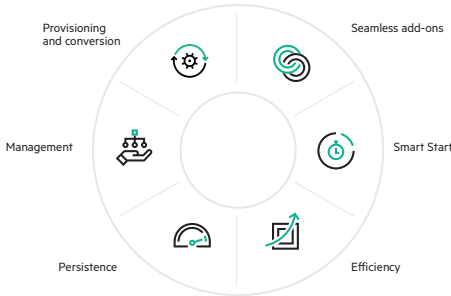 Provisioning
and conversion
Seamless add-ons
Management
Smart Start
Persistence
Efficiency